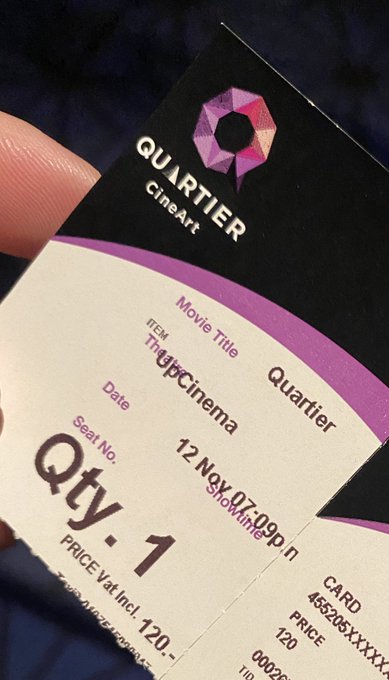 QUARTIER
CineArt
Movie Title
ITEM
Quartier
Theatre
UpCinema
Date
12 Nov 07:09pm
Showtime
Seat No.
Qty. 1
PRICE Vat.Incl. 120.-
CARD
455205XXXXXX
PRICE
120